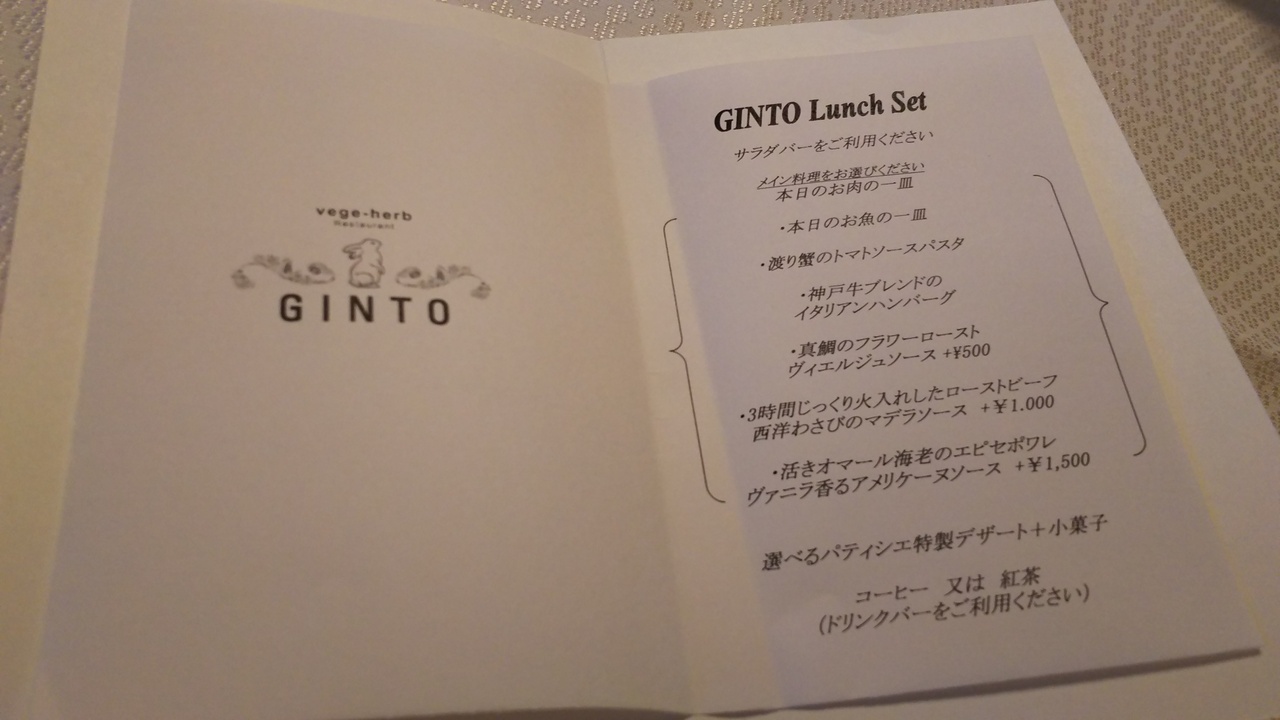 vege-herb
Restaurant
GINTO
GINTO Lunch Set
サラダバーをご利用ください
メイン料理をお選びください
本日のお肉の一皿
・本日のお魚の一皿
・渡り蟹のトマトソースパスタ
・神戸牛ブレンドの
イタリアンハンバーグ
・真鯛のフラワーロースト
ヴィエルジュソース +¥500
・3時間じっくり火入れしたローストビーフ
西洋わさびのマデラソース +￥1.000
・活きオマール海老のエピセポワレ
ヴァニラ香るアメリケーヌソース +￥1,500
選べるパティシエ特製デザート＋小菓子
コーヒー 又は 紅茶
(ドリンクバーをご利用ください)